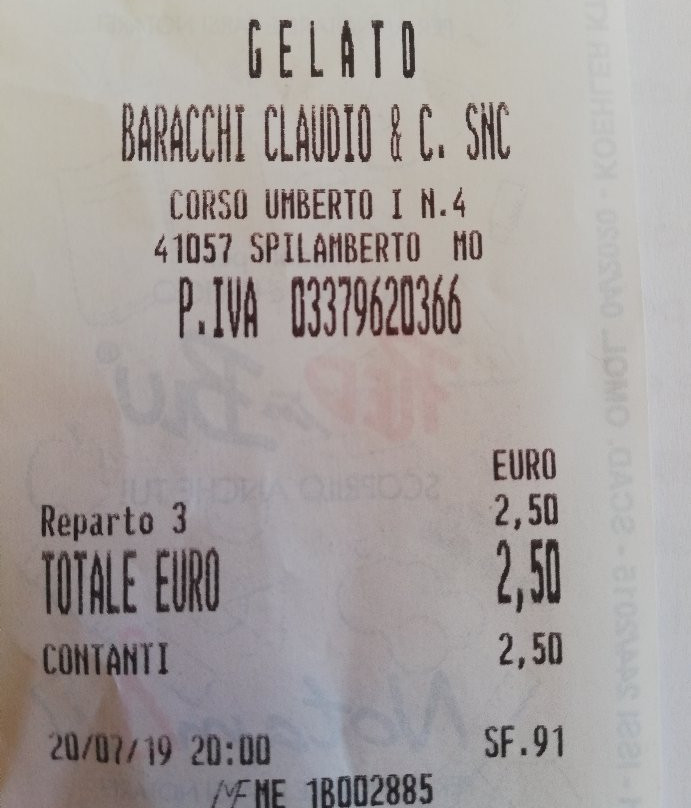 GELATO
BARACCHI CLAUDIO & C. SNC
CORSO UMBERTO I N.4
41057 SPILAMBERTO MO
P.IVA 03379620366
EURO
Reparto 3 2,50
TOTALE EURO 2,50
CONTANTI 2,50
20/07/19 20:00 SF.91
ME 1B002885